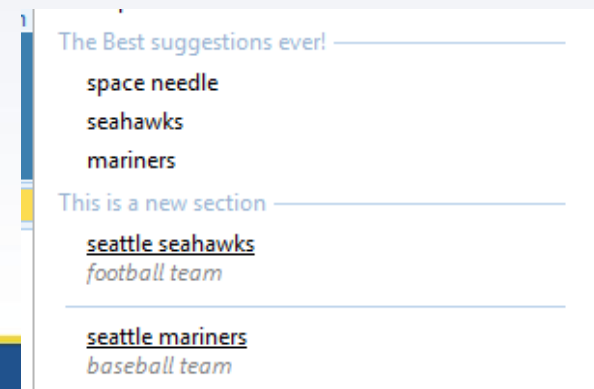 The Best suggestions ever!
space needle
seahawks
mariners
This is a new section
seattle seahawks
football team
seattle mariners
baseball team